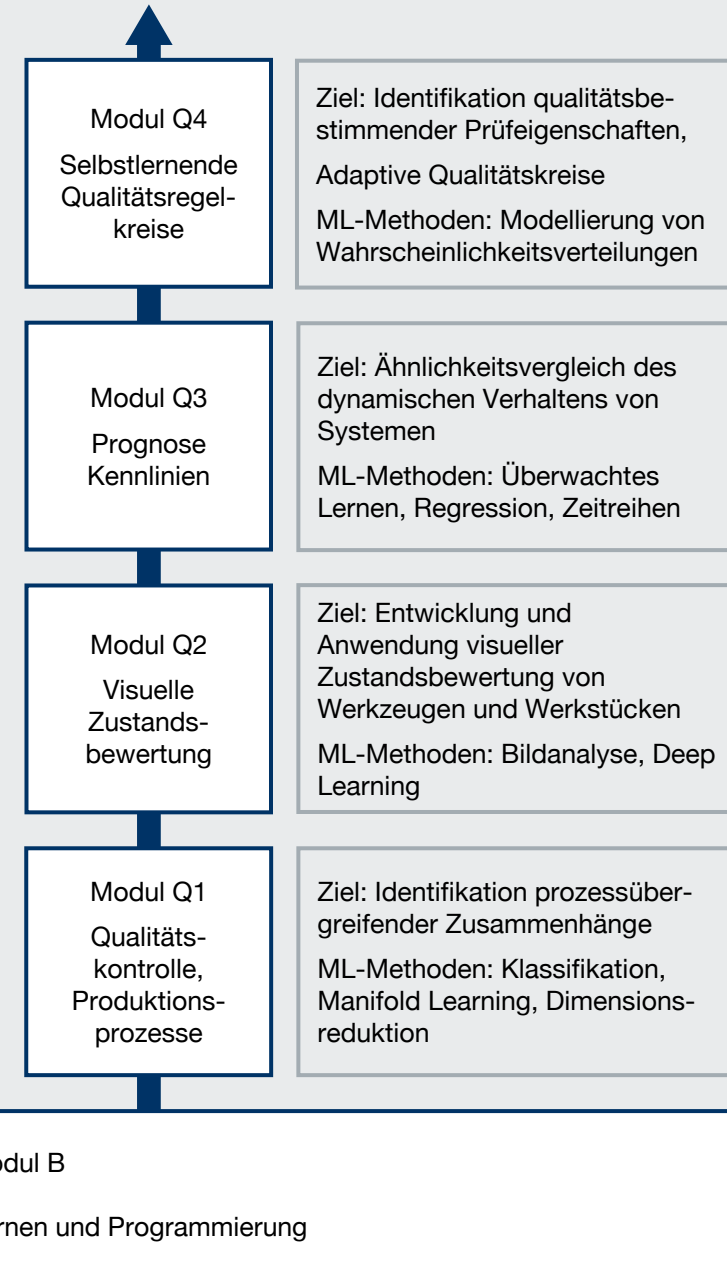 Modul Q4
Selbstlernende
Qualitätsregel-
kreise
Ziel: Identifikation qualitätsbe-
stimmender Prüfeigenschaften,
Adaptive Qualitätskreise
ML-Methoden: Modellierung von
Wahrscheinlichkeitsverteilungen
Modul Q3
Prognose
Kennlinien
Ziel: Ähnlichkeitsvergleich des
dynamischen Verhaltens von
Systemen
ML-Methoden: Überwachtes
Lernen, Regression, Zeitreihen
Modul Q2
Visuelle
Zustands-
bewertung
Ziel: Entwicklung und
Anwendung visueller
Zustandsbewertung von
Werkzeugen und Werkstücken
ML-Methoden: Bildanalyse, Deep
Learning
Modul Q1
Qualitäts-
kontrolle,
Produktions-
prozesse
Ziel: Identifikation prozessüber-
greifender Zusammenhänge
ML-Methoden: Klassifikation,
Manifold Learning, Dimensions-
reduktion
B
und Programmierung